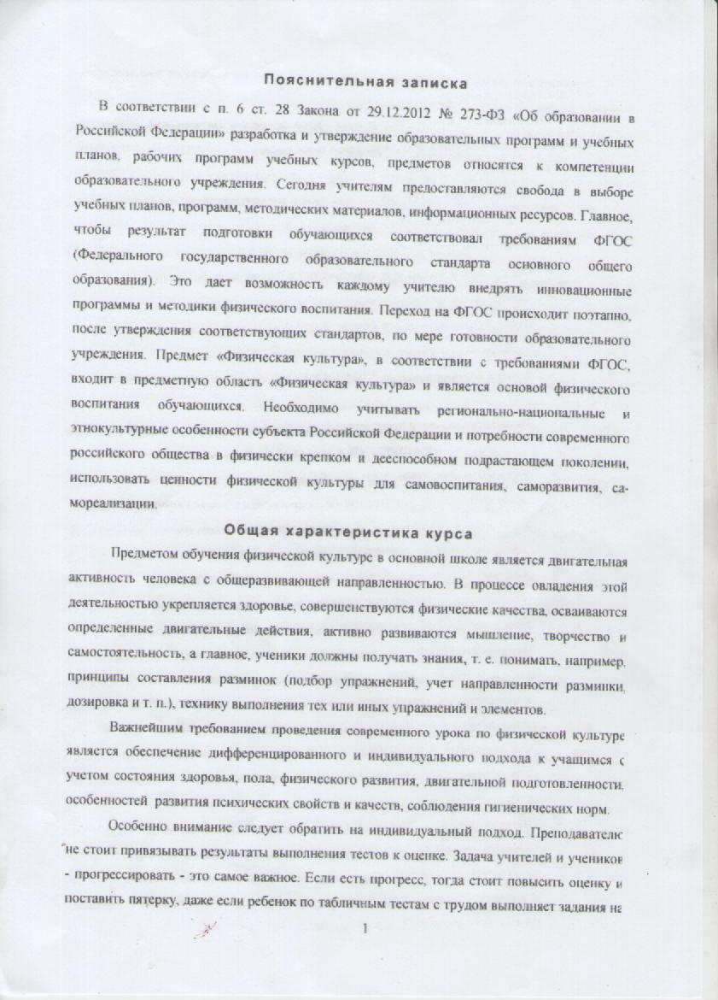 Пояснительная записка
В соответствии с п. 6 ст. 28 Закона от 29.12.2012 № 273-ФЗ «Об образовании в
Российской Федерации» разработка и утверждение образовательных программ и учебных
планов, рабочих программ учебных курсов, предметов относятся к компетенции
образовательного учреждения. Сегодня учителям предоставляются свобода в выборе
учебных планов, программ, методических материалов, информационных ресурсов. Главное,
чтобы результат подготовки обучающихся соответствовал требованиям ФГОС
(Федерального государственного образовательного стандарта основного общего
образования). Это дает возможность каждому учителю внедрять инновационные
программы и методики физического воспитания. Переход на ФГОС происходит поэтапно,
после утверждения соответствующих стандартов, по мере готовности образовательного
учреждения. Предмет «Физическая культура», в соответствии с требованиями ФГОС,
входит в предметную область «Физическая культура» и является основой физического
воспитания обучающихся. Необходимо учитывать регионально-национальные и
этнокультурные особенности субъекта Российской Федерации и потребности современного
российского общества в физически крепком и дееспособном подрастающем поколении,
использовать ценности физической культуры для самовоспитания, саморазвития, са-
мореализации.
Общая характеристика курса
Предметом обучения физической культуре в основной школе является двигательная
активность человека с общеразвивающей направленностью. В процессе овладения этой
деятельностью укрепляется здоровье, совершенствуются физические качества, осваиваются
определенные двигательные действия, активно развиваются мышление, творчество и
самостоятельность, а главное, ученики должны получать знания, т. е. понимать, например,
принципы составления разминок (подбор упражнений, учет направленности разминки,
дозировка и т. п.), технику выполнения тех или иных упражнений и элементов.
Важнейшим требованием проведения современного урока по физической культуре
является обеспечение дифференцированного и индивидуального подхода к учащимся с
учетом состояния здоровья, пола, физического развития, двигательной подготовленности,
особенностей развития психических свойств и качеств, соблюдения гигиенических норм.
Особенно внимание следует обратить на индивидуальный подход. Преподавателю
не стоит привязывать результаты выполнения тестов к оценке. Задача учителей и учеников
- прогрессировать - это самое важное. Если есть прогресс, тогда стоит повысить оценку и
поставить пятерку, даже если ребенок по табличным тестам с трудом выполняет задания на
1